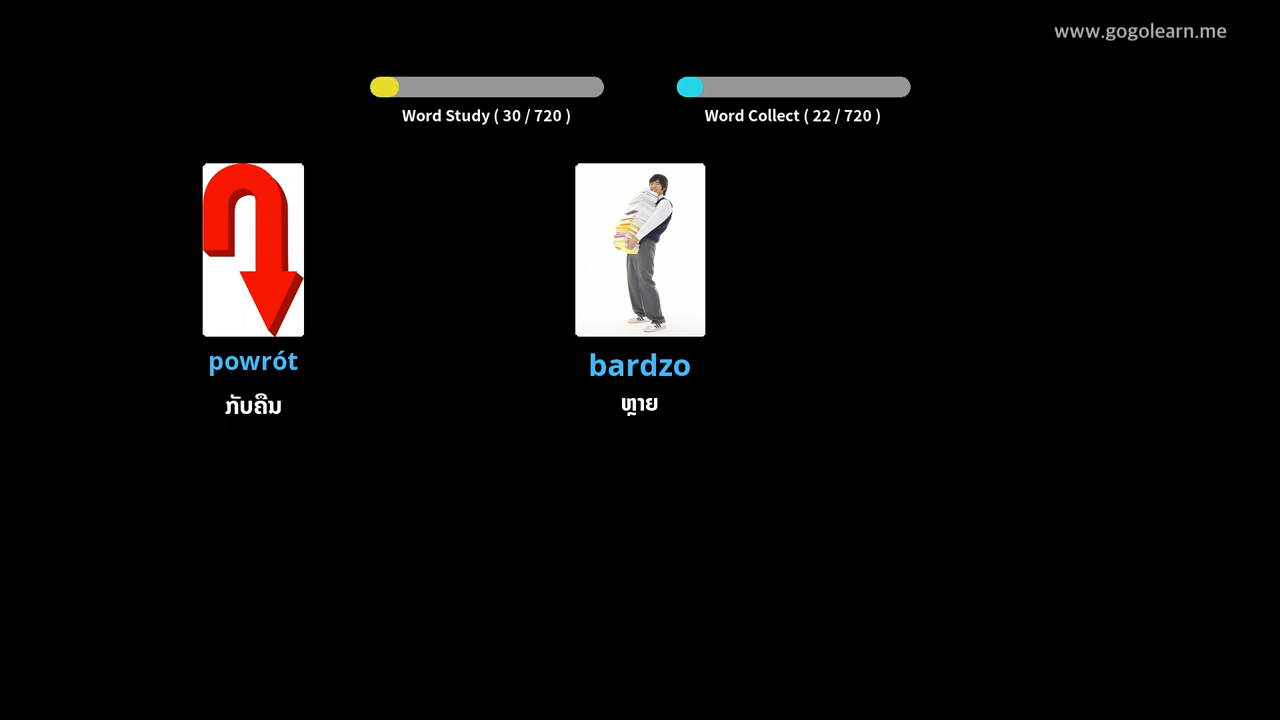 www.gogolearn.me
Word Study ( 30 / 720 )
Word Collect ( 22 / 720 )
powrót
ກັບຄືນ
bardzo
ຫຼາຍ